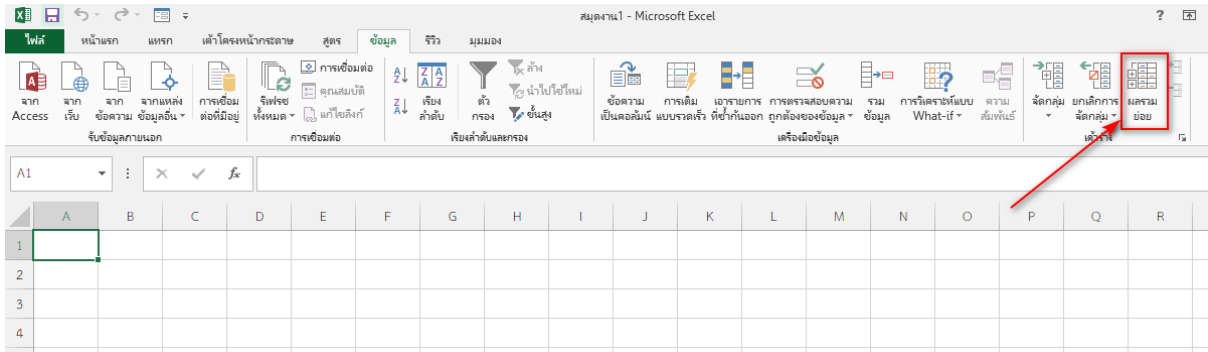 สมุดงาน1 - Microsoft Excel
ไฟล์ หน้าแรก แทรก เค้าโครงหน้ากระดาษ สูตร ข้อมูล รีวิว มุมมอง
จาก Access
จาก เว็บ
จาก ข้อความ
จากแหล่ง ข้อมูลอื่น
การเชื่อม ต่อที่มีอยู่
รับข้อมูลภายนอก
รีเฟรช ทั้งหมด
การเชื่อมต่อ
คุณสมบัติ
แก้ไขลิงก์
การเชื่อมต่อ
เรียง ลำดับ
ตัว กรอง
ล้าง
นำไปใช้ใหม่
ขั้นสูง
เรียงลำดับและกรอง
ข้อความ เป็นคอลัมน์
การเติม แบบรวดเร็ว
เอารายการ ที่ซ้ำกันออก
การตรวจสอบความ ถูกต้องของข้อมูล
รวม ข้อมูล
การวิเคราะห์แบบ What-if
ความ สัมพันธ์
เครื่องมือข้อมูล
จัดกลุ่ม
ยกเลิกการ จัดกลุ่ม
ผลรวม ย่อย
เค้าร่าง
A1 fx
A B C D E F G H I J K L M N O P Q R
1
2
3
4